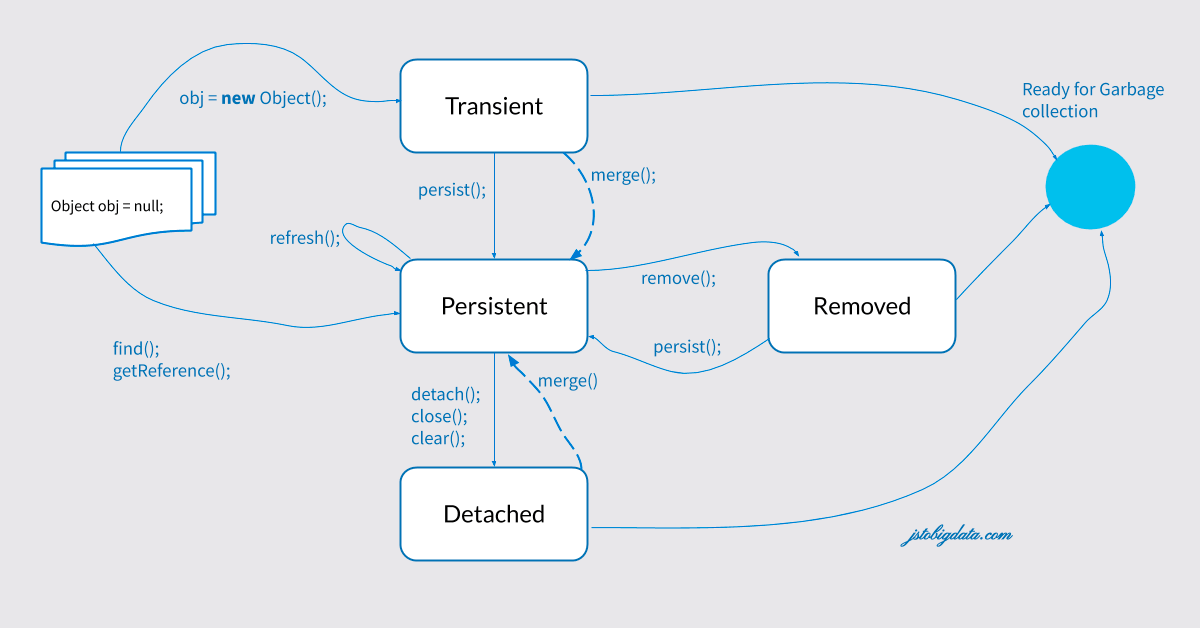 obj = new Object();
Transient
Ready for Garbage
collection
persist();
merge();
Object obj = null;
refresh();
Persistent
remove();
Removed
find();
getReference();
persist();
detach();
close();
clear();
merge()
Detached
jstobigdata.com